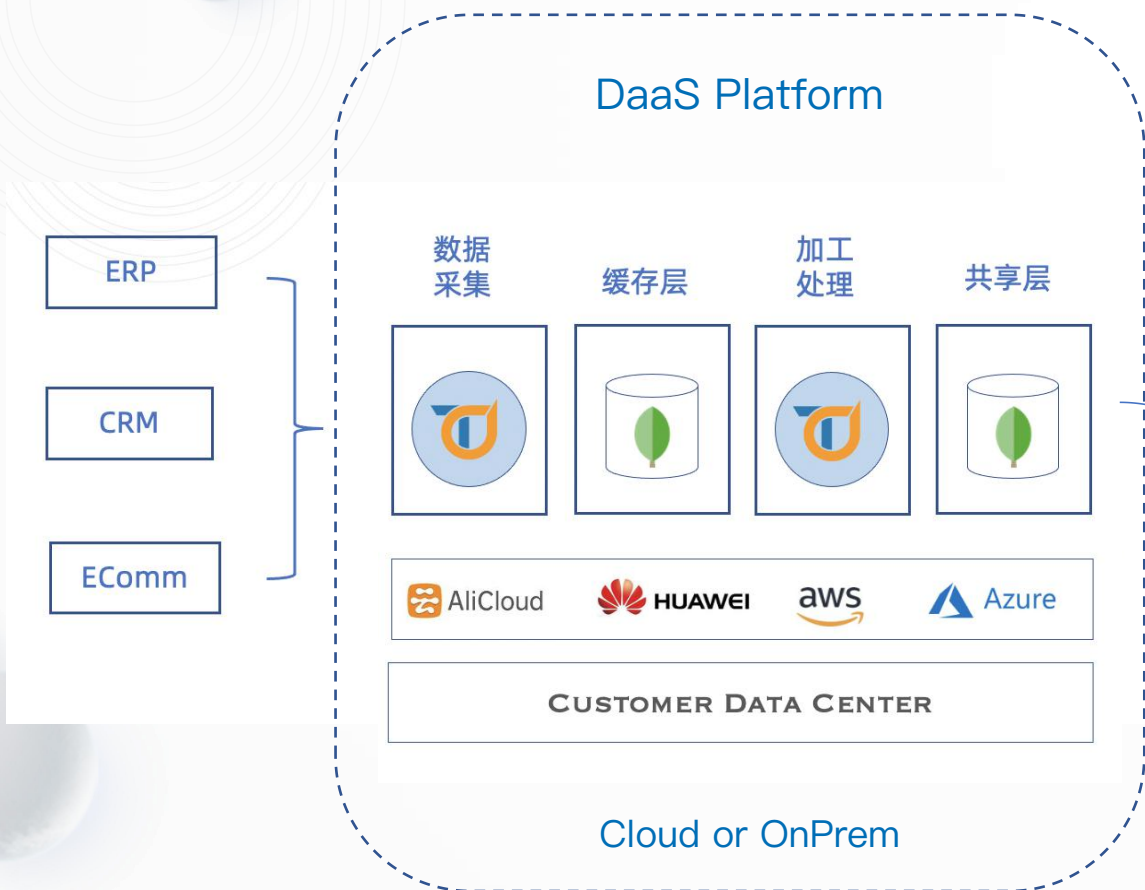 DaaS Platform
ERP
CRM
EComm
数据
采集
缓存层
加工
处理
共享层
AliCloud
HUAWEI
aws
Azure
CUSTOMER DATA CENTER
Cloud or OnPrem